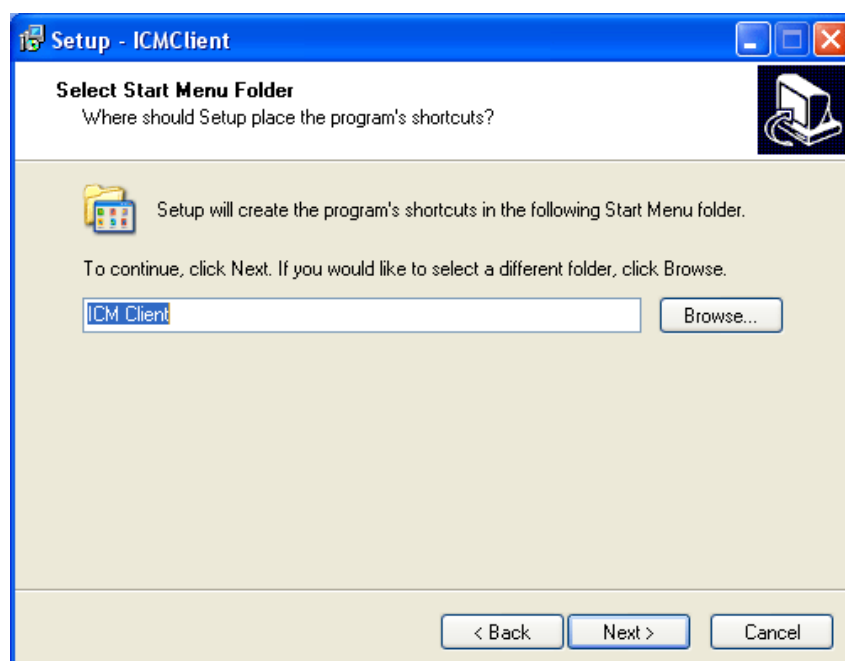 Setup - ICMClient
Select Start Menu Folder
Where should Setup place the program's shortcuts?
Setup will create the program's shortcuts in the following Start Menu folder.
To continue, click Next. If you would like to select a different folder, click Browse.
ICM Client
Browse...
< Back
Next >
Cancel